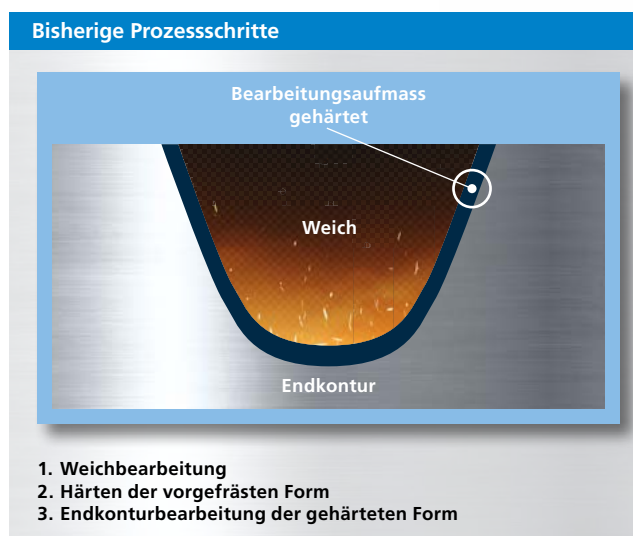 Bisherige Prozessschritte
Bearbeitungsaufmass
gehärtet
Weich
Endkontur
1. Weichbearbeitung
2. Härten der vorgefrästen Form
3. Endkonturbearbeitung der gehärteten Form